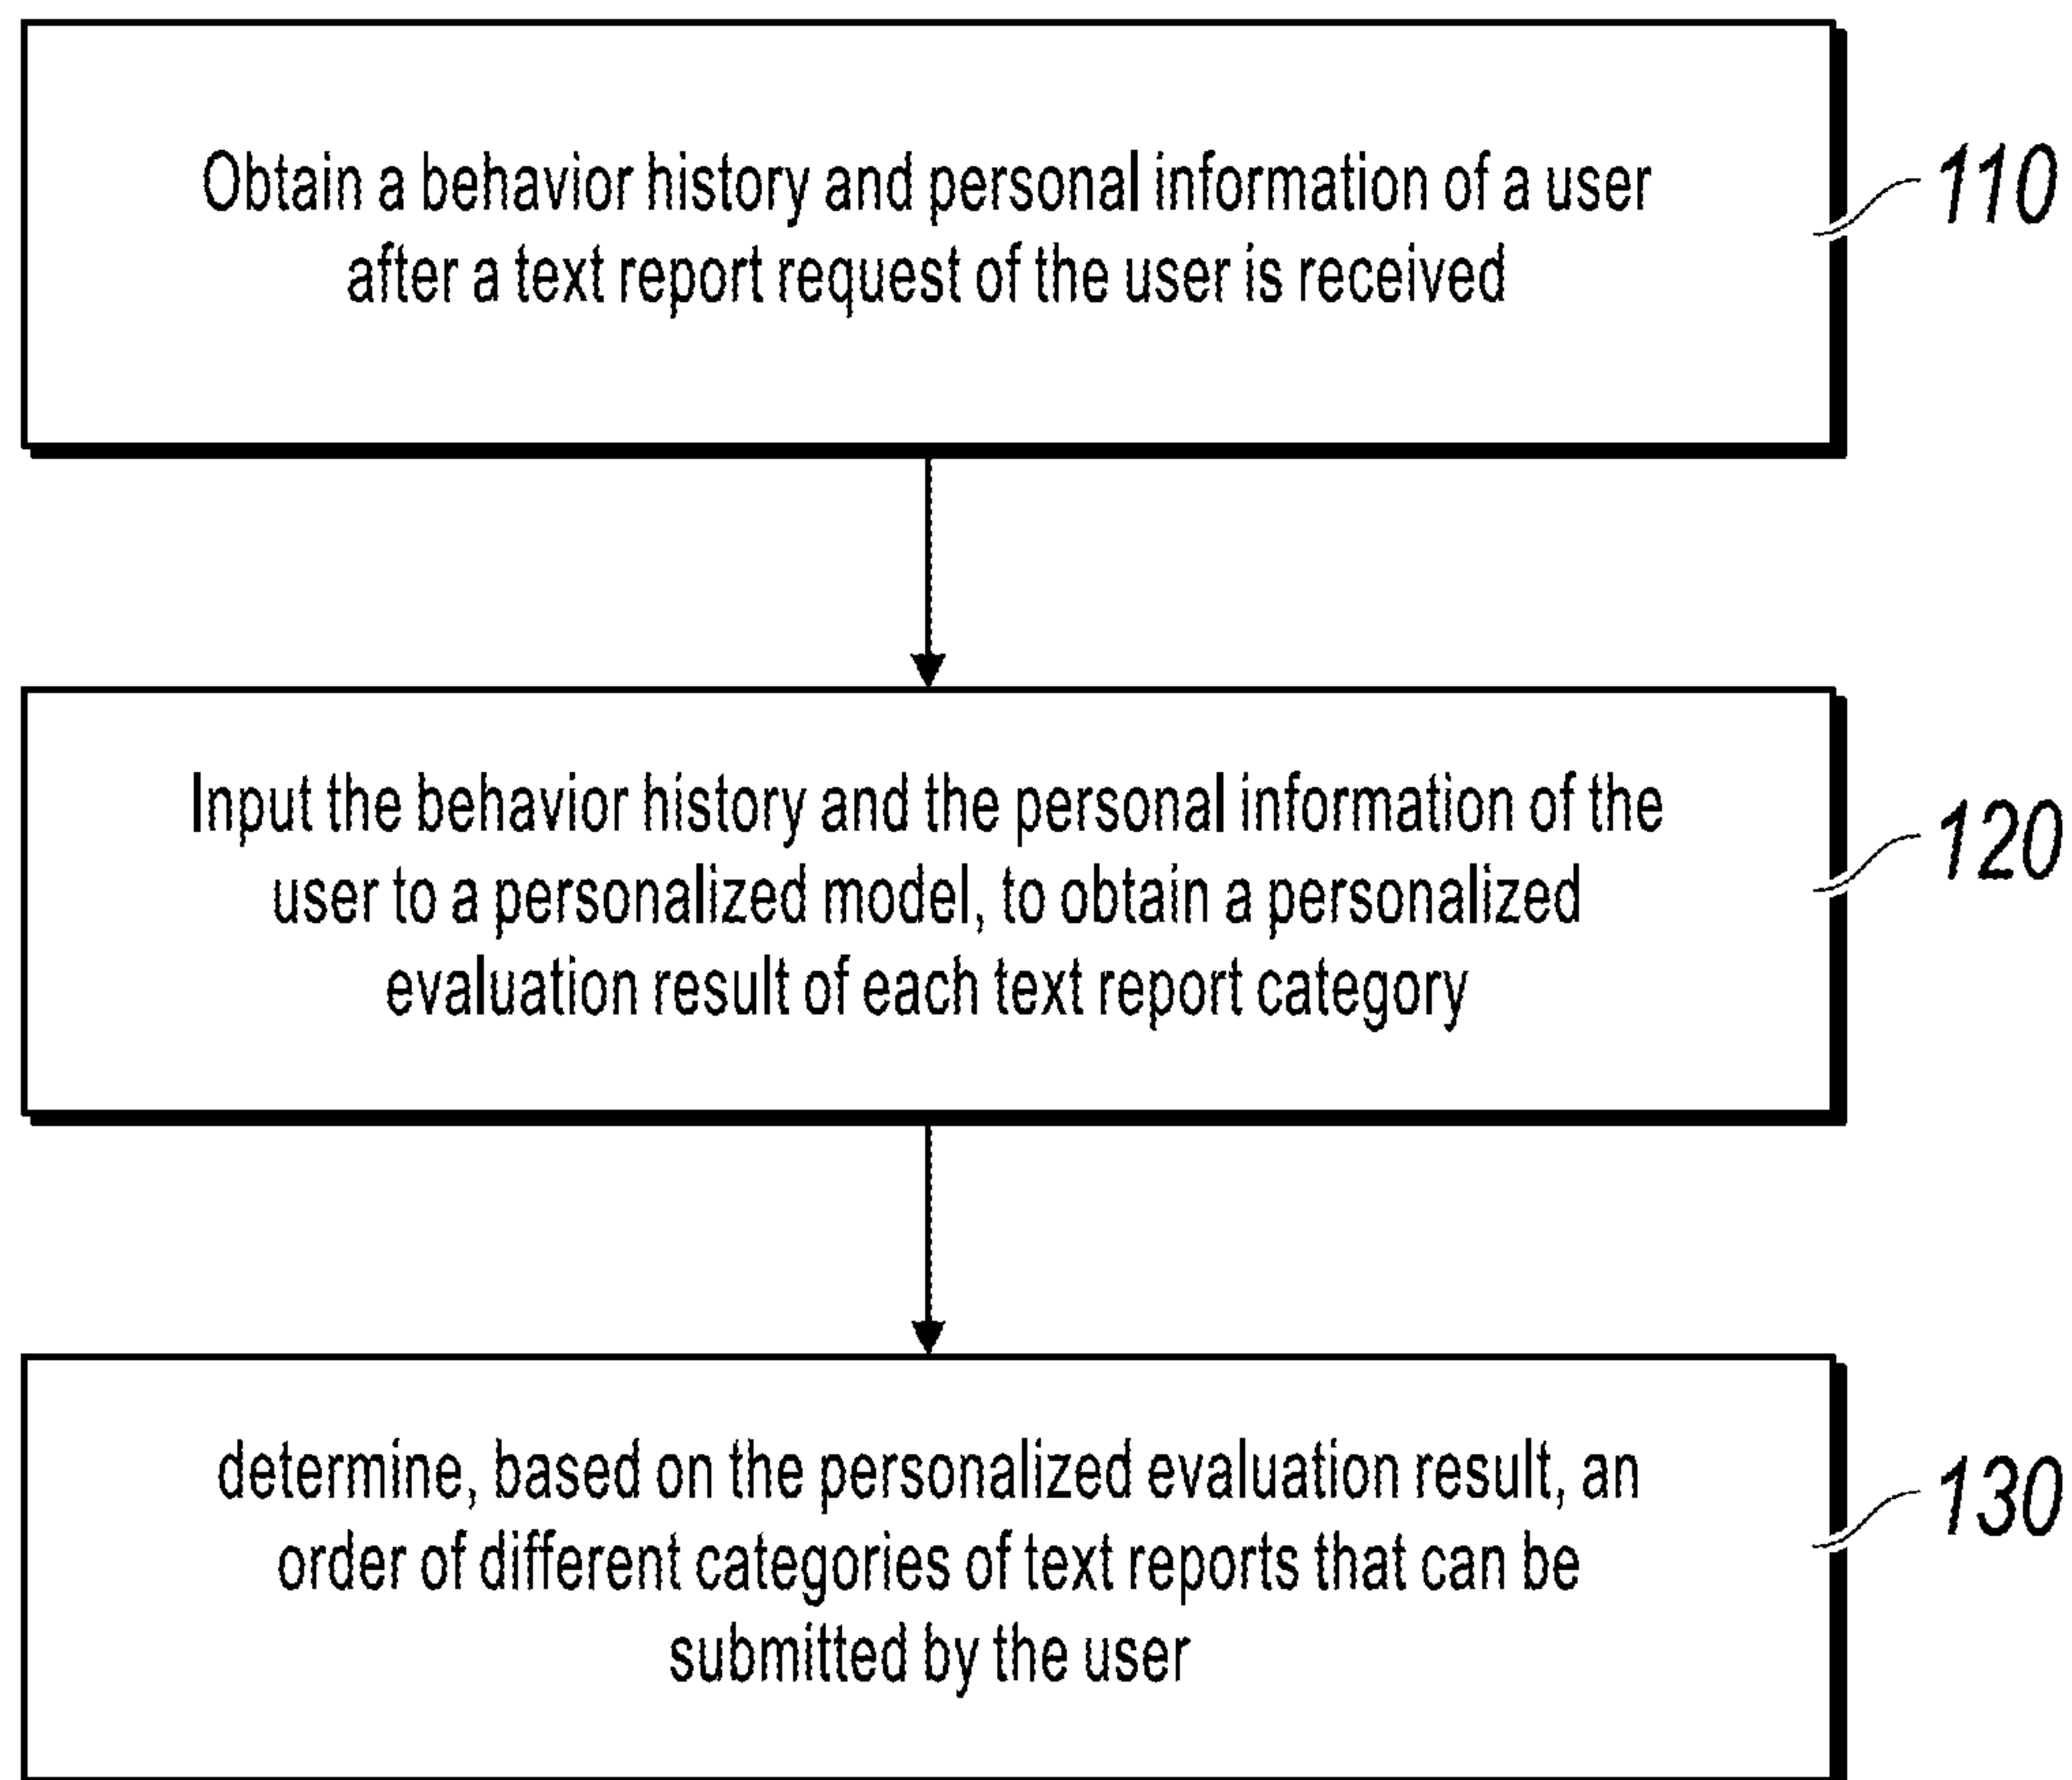 Obtain a behavior history and personal information of a user
after a text report request of the user is received
110
Input the behavior history and the personal information of the
user to a personalized model, to obtain a personalized
evaluation result of each text report category
120
determine, based on the personalized evaluation result, an
order of different categories of text reports that can be
submitted by the user
130